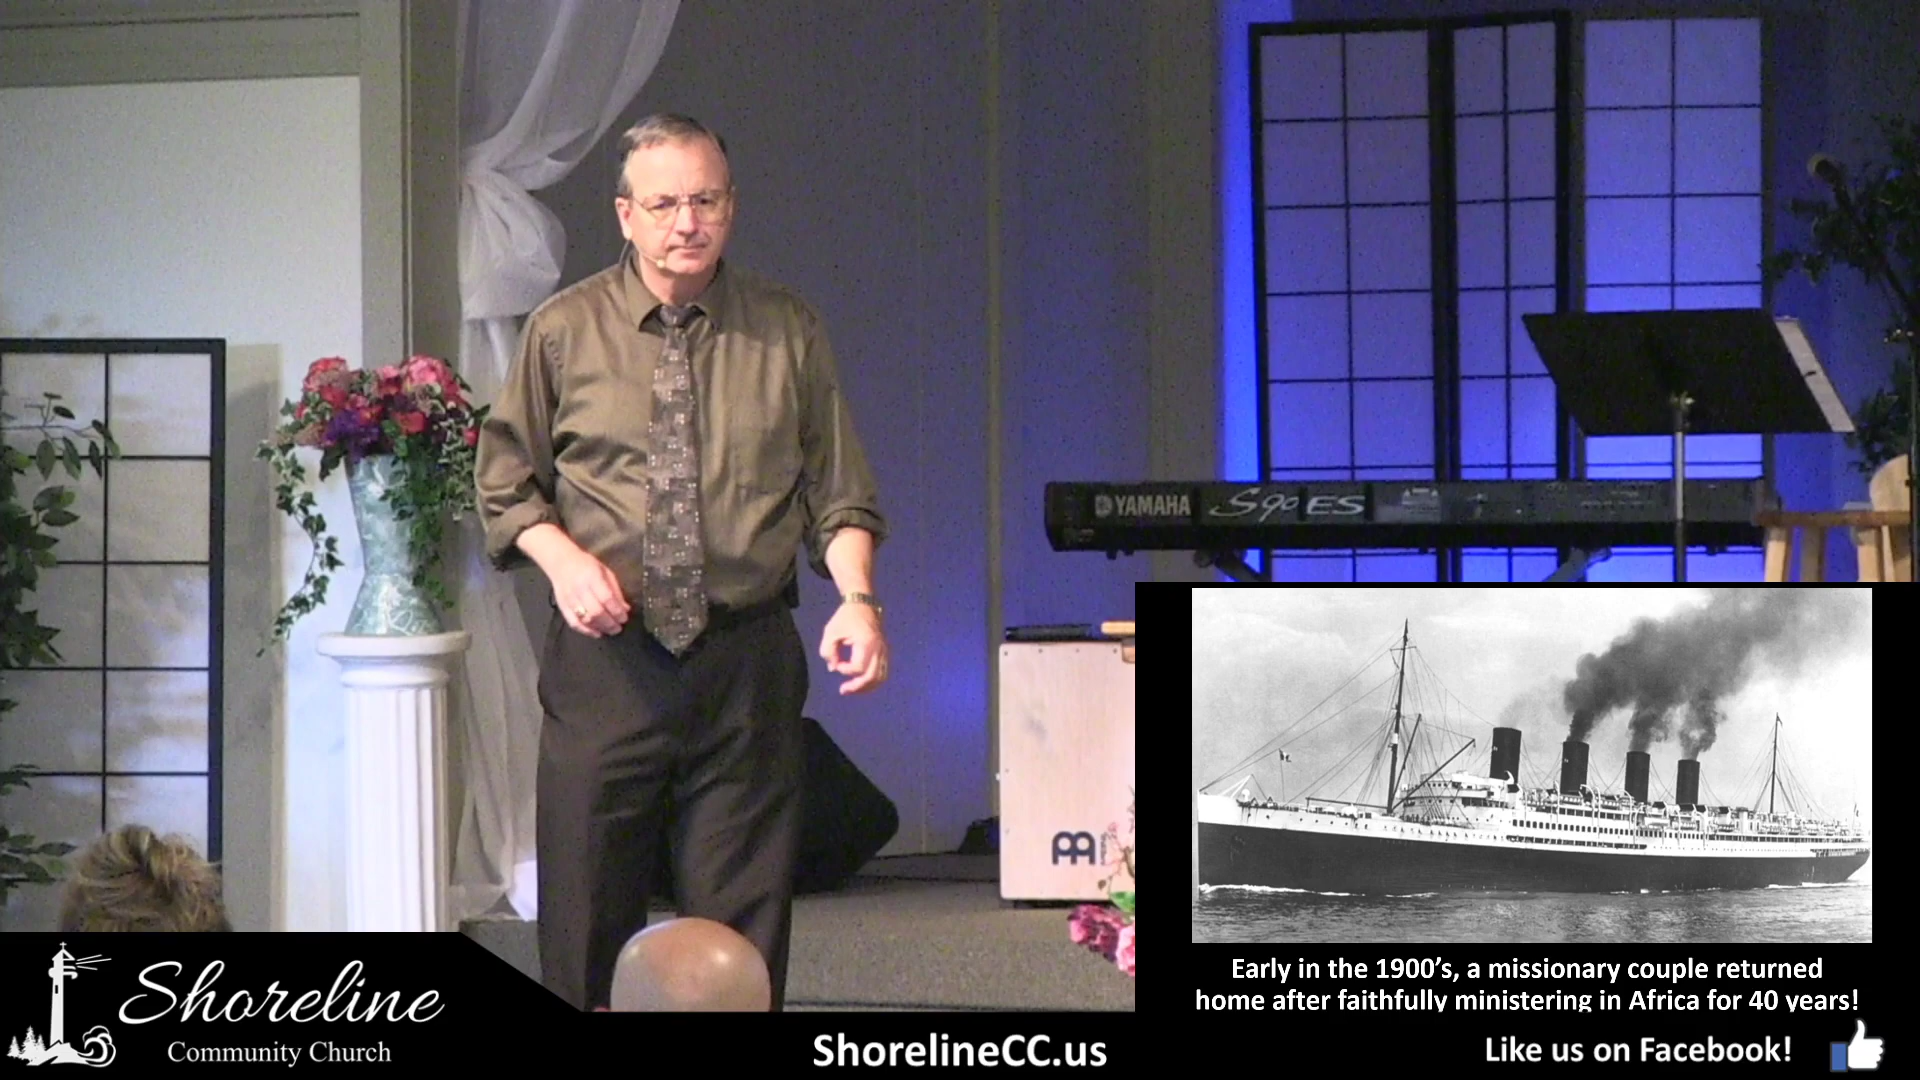 YAMAHA S90 ES
Early in the 1900's, a missionary couple returned
home after faithfully ministering in Africa for 40 years!
Shoreline
Community Church
ShorelineCC.us
Like us on Facebook!